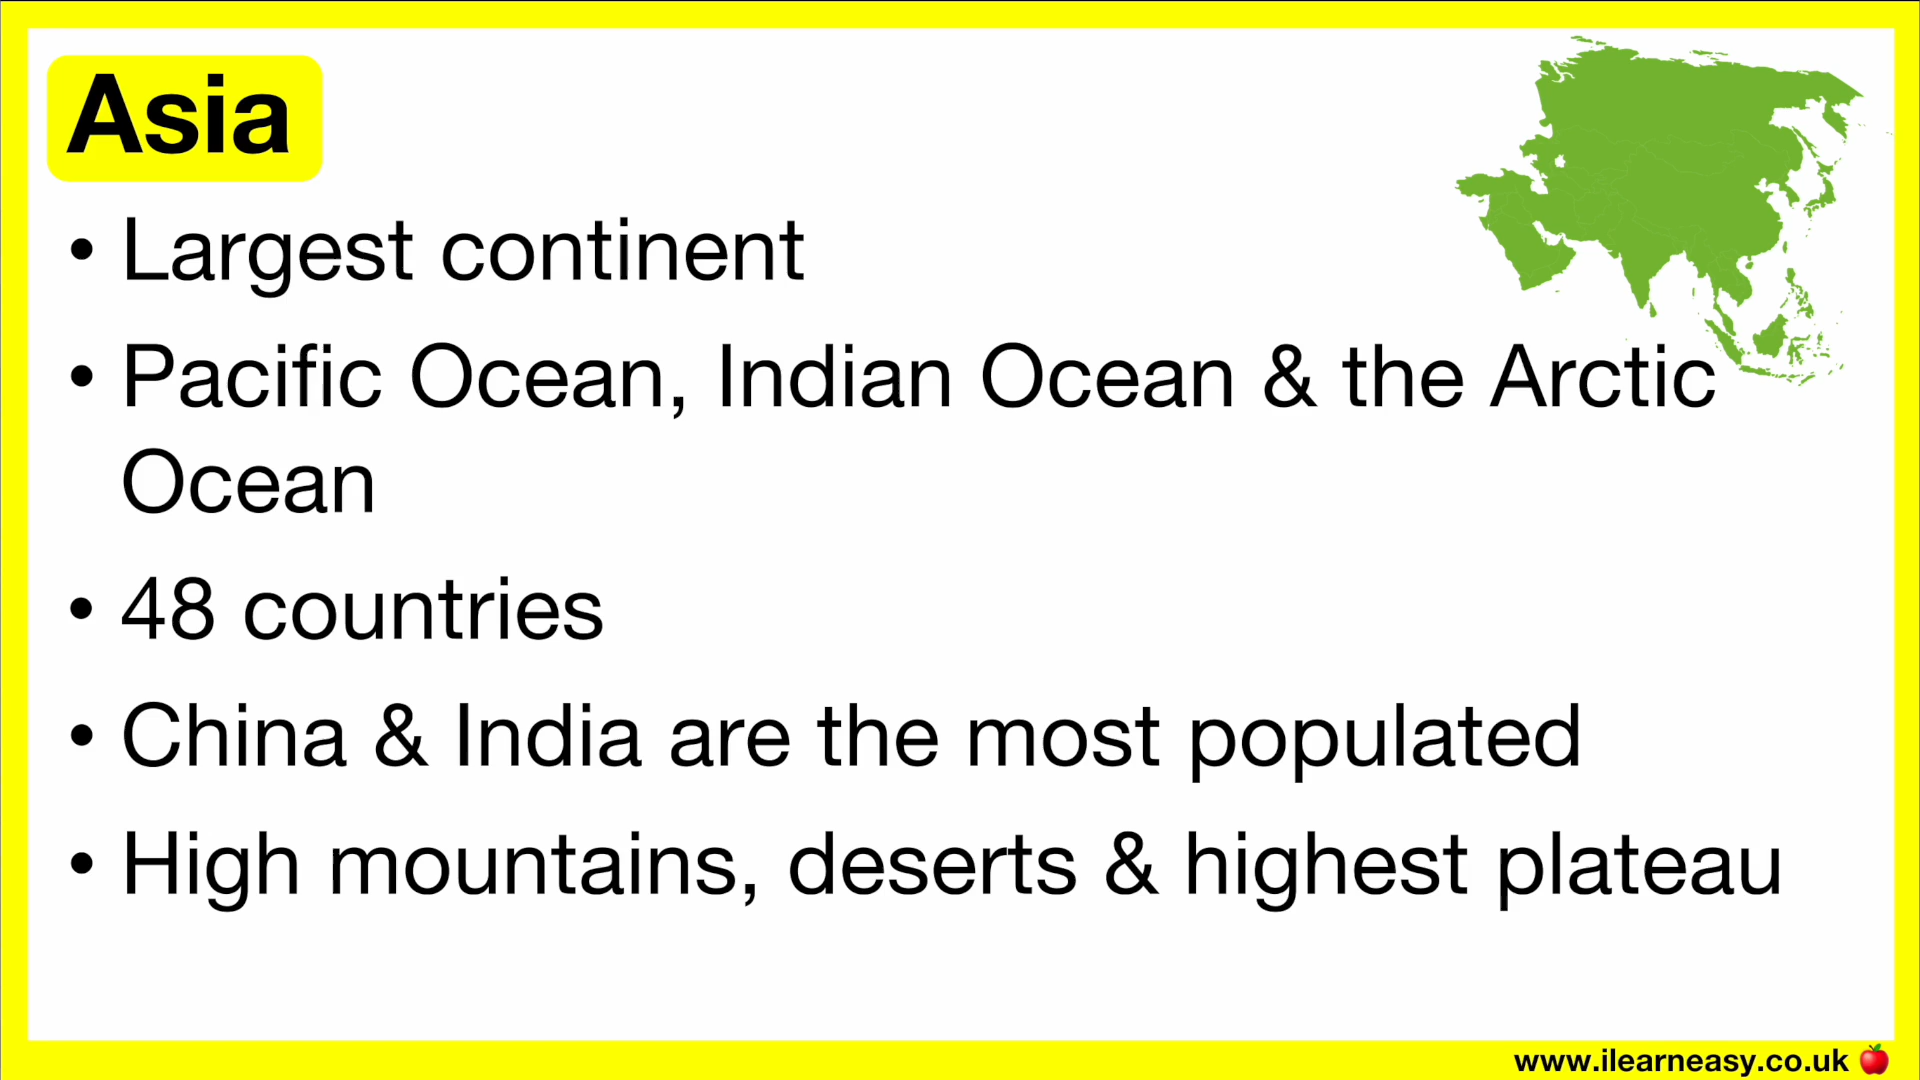 Asia
• Largest continent
• Pacific Ocean, Indian Ocean & the Arctic
Ocean
• 48 countries
• China & India are the most populated
• High mountains, deserts & highest plateau
www.ilearneasy.co.uk